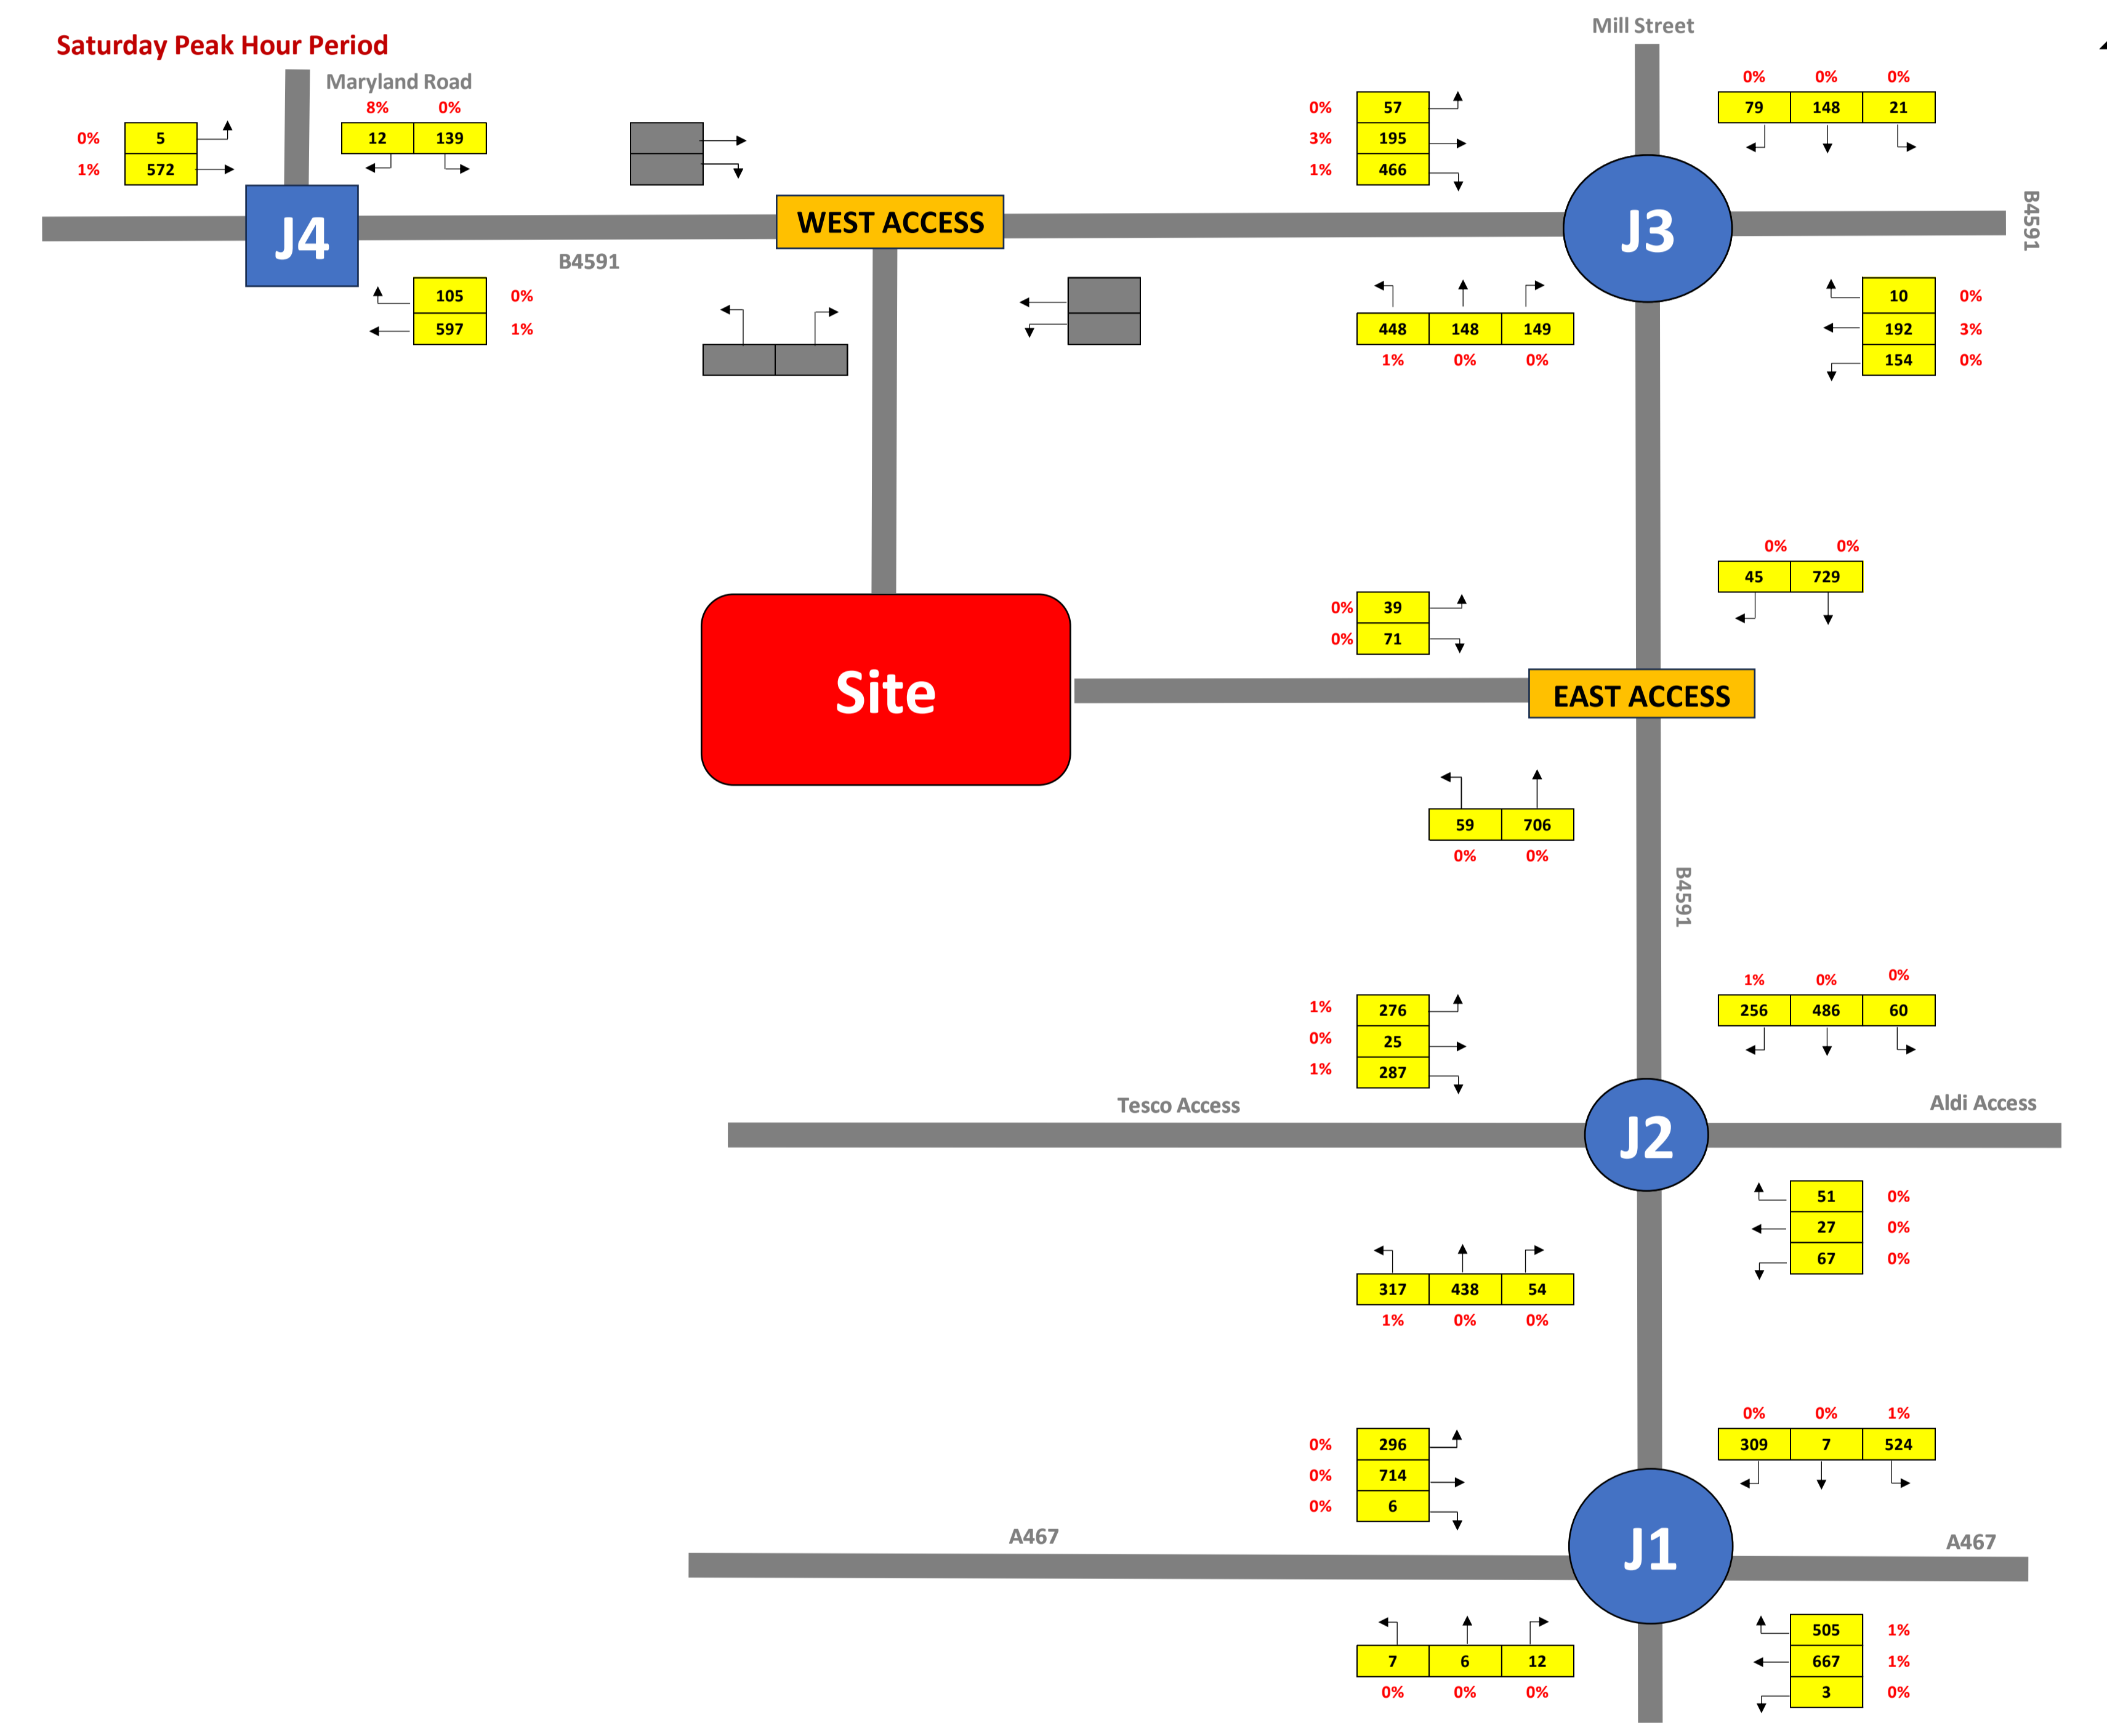 Mill Street
Saturday Peak Hour Period
Maryland Road
0% 0% 0%
8% 0%
0% 57
79 148 21
0% 5
12 139
3% 195
1% 572
1% 466
J4
WEST ACCESS
J3
B4591
B4591
105 0%
597 1%
448 148 149
1% 0% 0%
10 0%
192 3%
154 0%
0% 0%
45 729
0% 39
0% 71
Site
EAST ACCESS
59 706
0% 0%
B4591
1% 0% 0%
256 486 60
1% 276
0% 25
1% 287
Tesco Access
Aldi Access
J2
51 0%
27 0%
67 0%
317 438 54
1% 0% 0%
0% 0% 1%
309 7 524
0% 296
0% 714
0% 6
A467
A467
J1
505 1%
667 1%
3 0%
7 6 12
0% 0% 0%